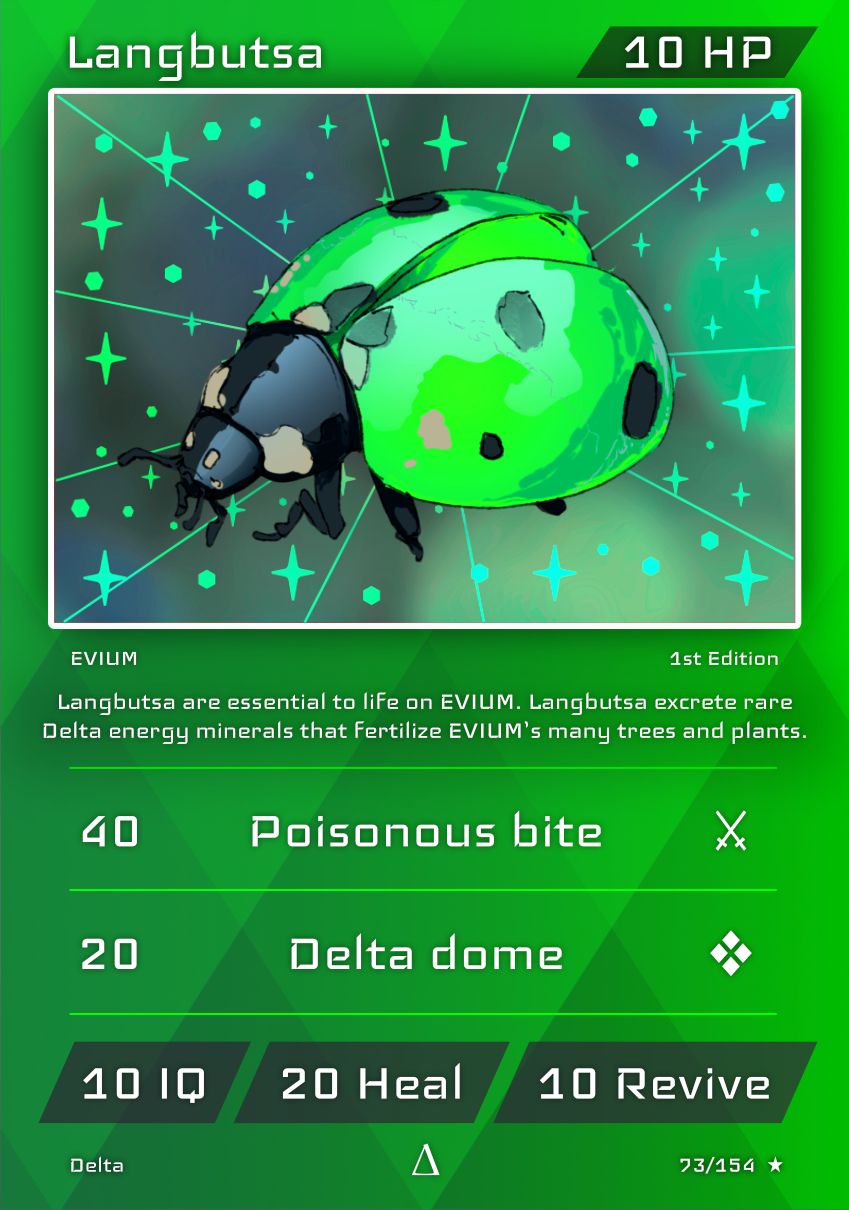 Langbutsa
10 HP
EVIUM
1st Edition
Langbutsa are essential to life on EVIUM. Langbutsa excrete rare
Delta energy minerals that fertilize EVIUM's many trees and plants.
40 Poisonous bite
20 Delta dome
10 IQ
20 Heal
10 Revive
Delta
Δ
73/154 ★